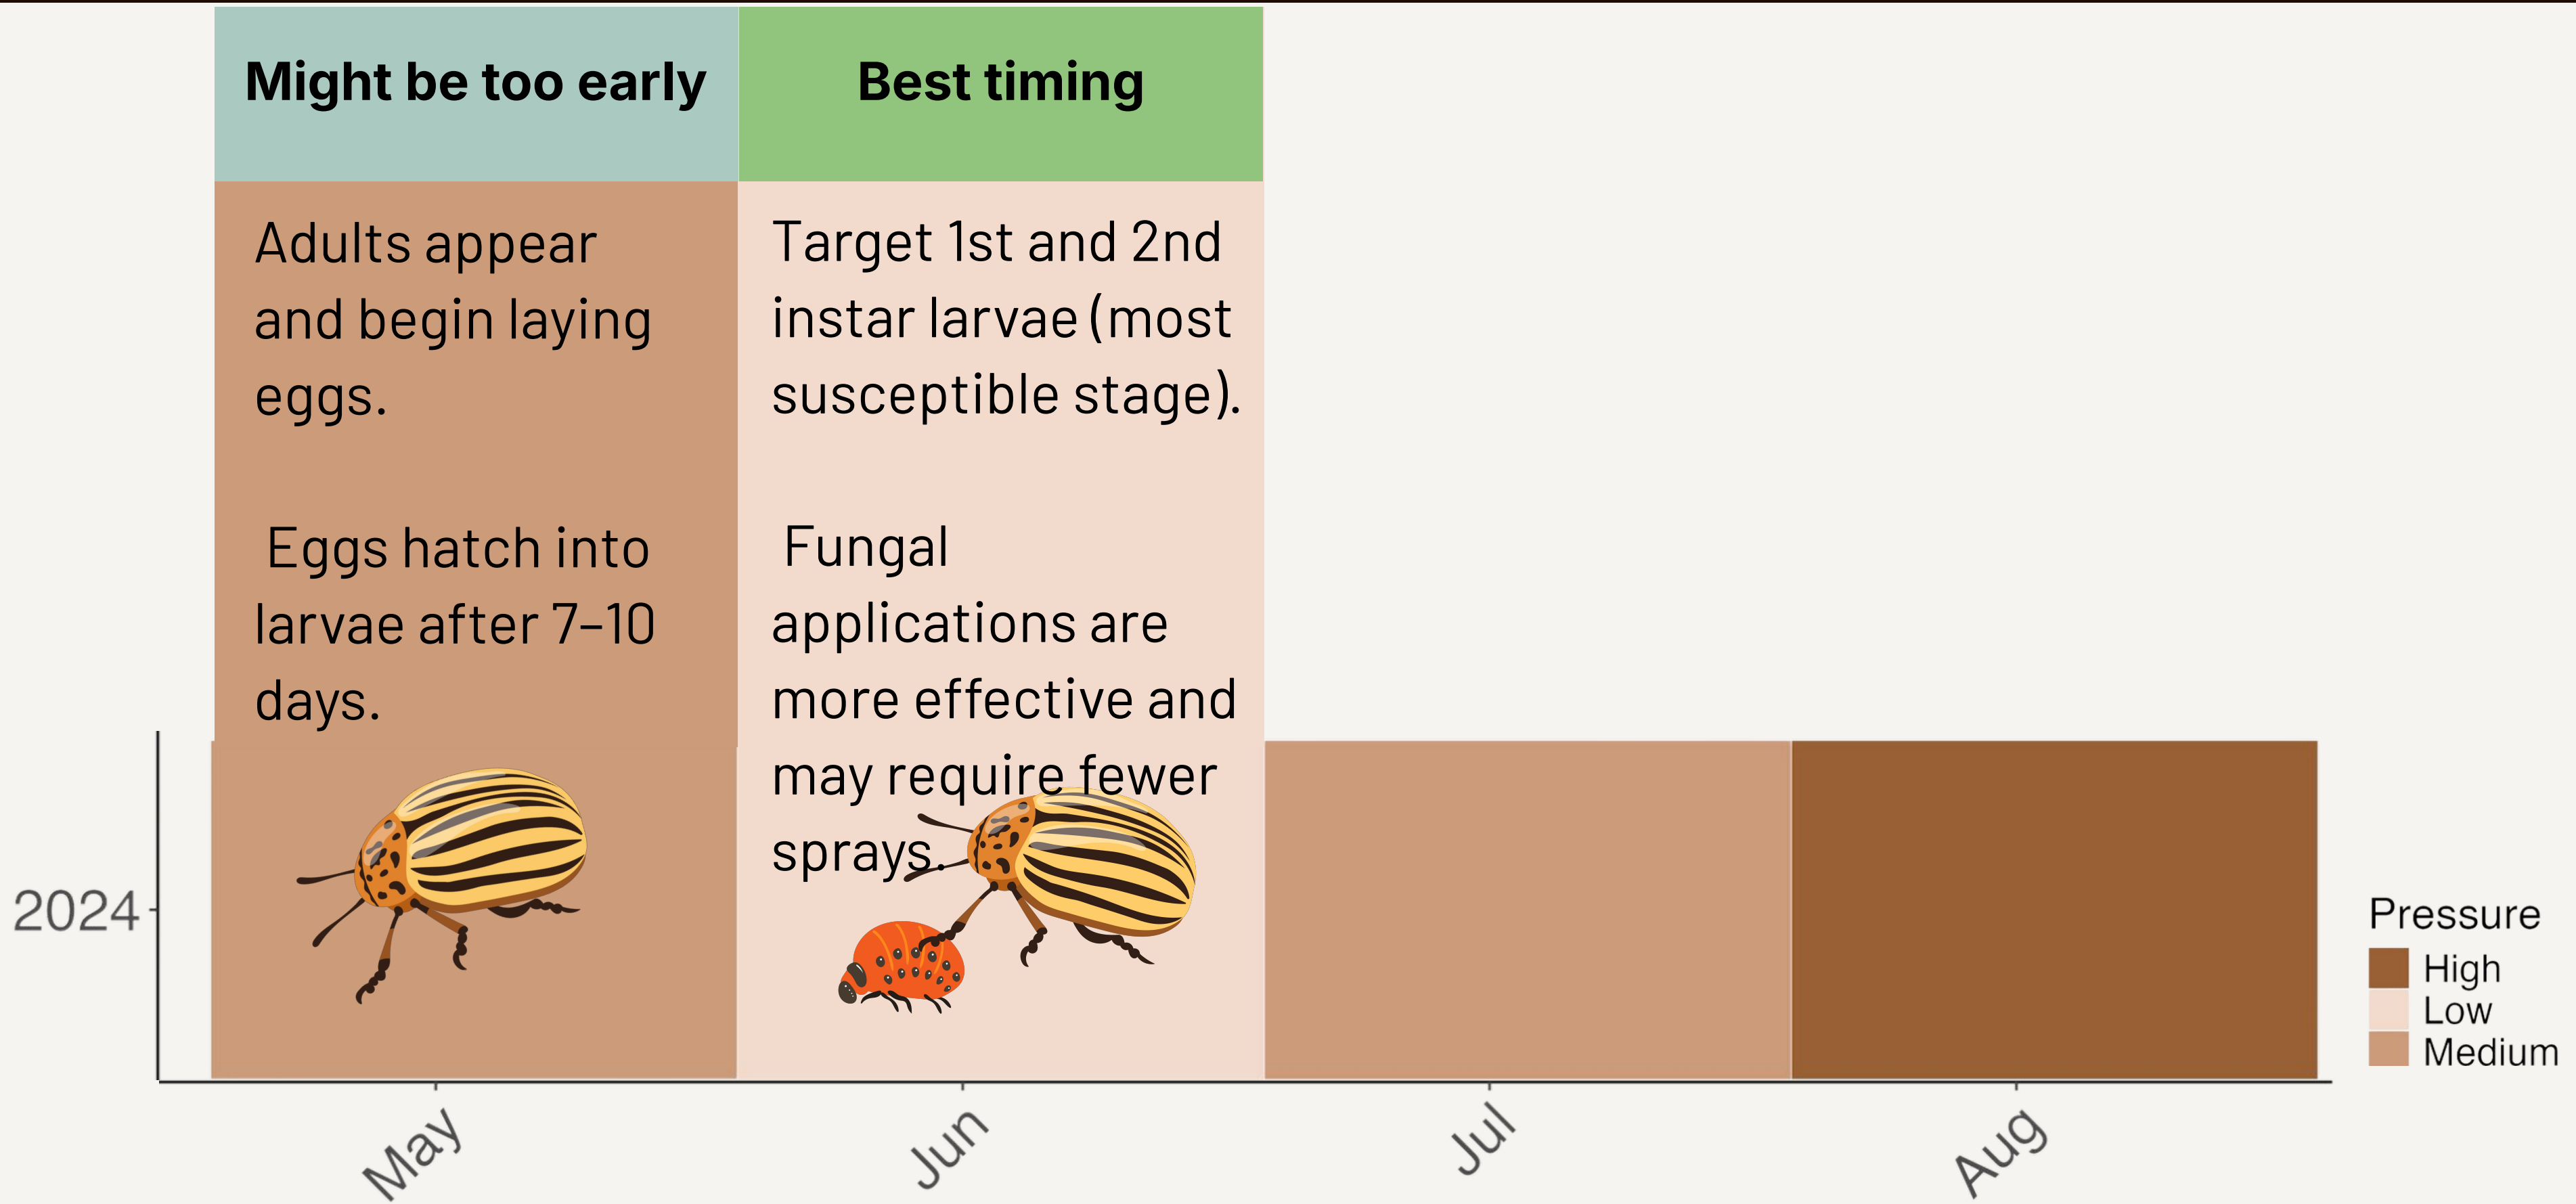 Might be too early
Best timing
Adults appear
and begin laying
eggs.
Eggs hatch into
larvae after 7–10
days.
Target 1st and 2nd
instar larvae (most
susceptible stage).
Fungal
applications are
more effective and
may require fewer
sprays.
2024
May
Jun
Jul
Aug
Pressure
High
Low
Medium